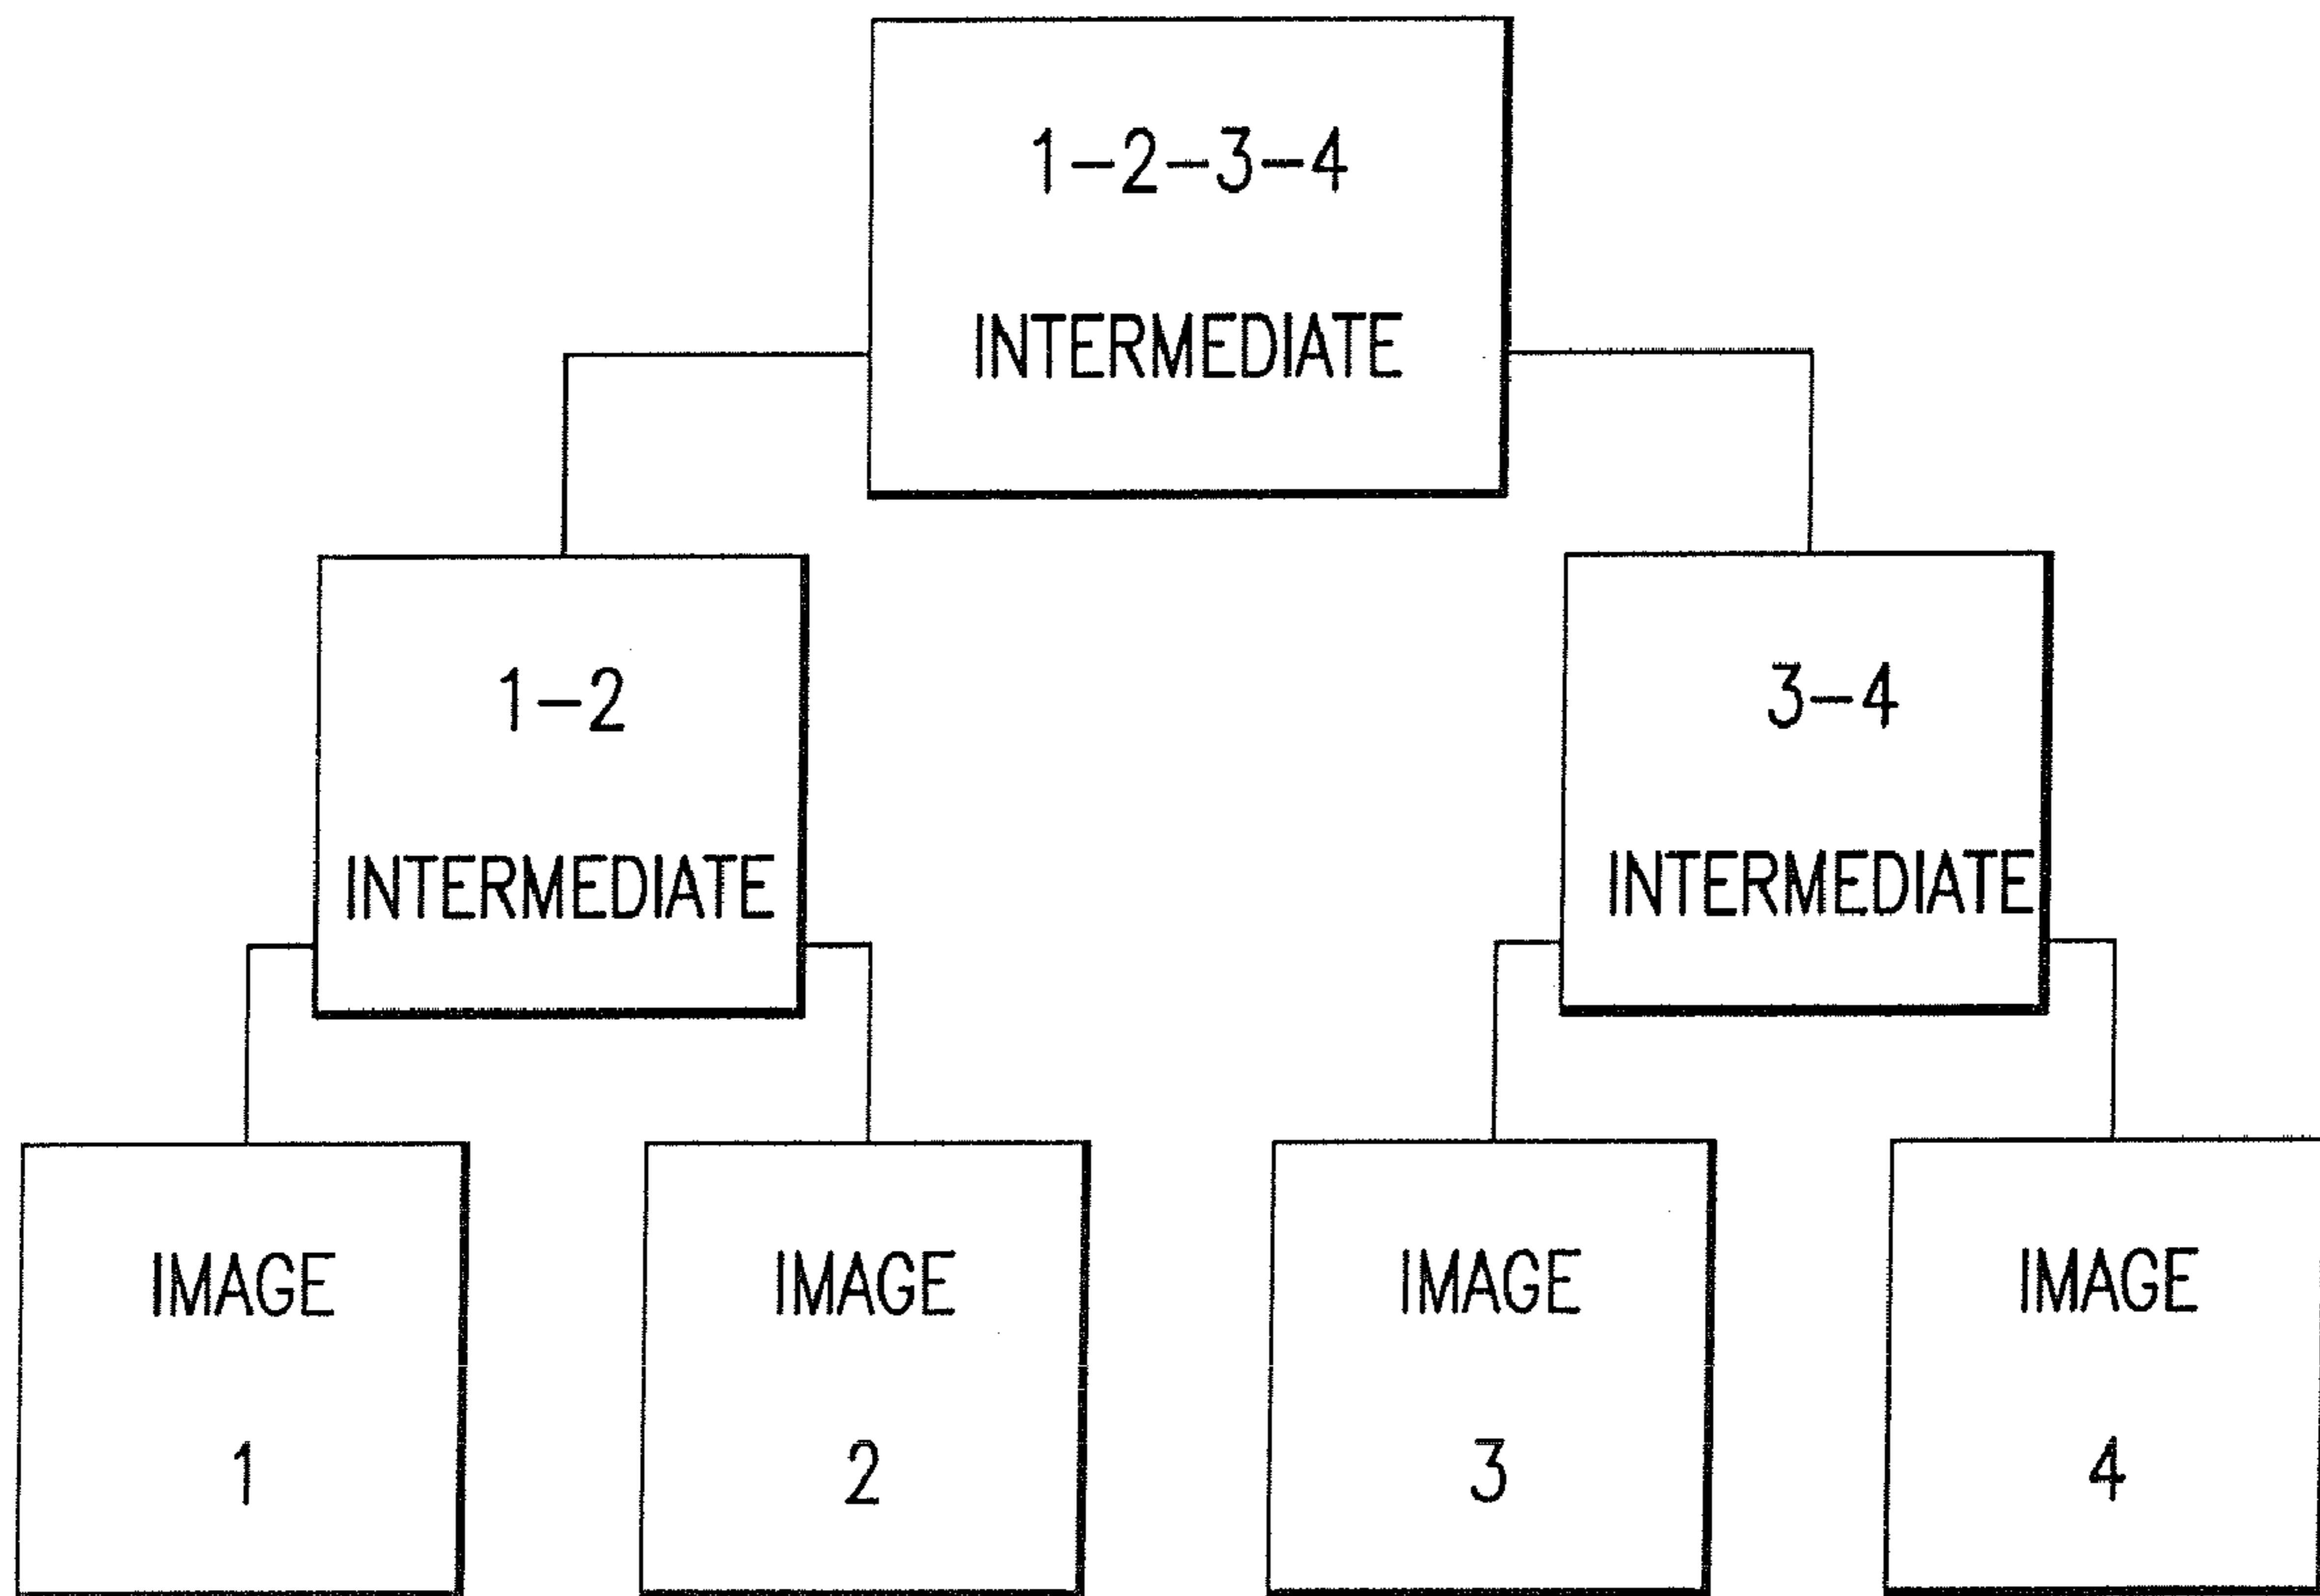 1-2-3-4
INTERMEDIATE
1-2
INTERMEDIATE
3-4
INTERMEDIATE
IMAGE
1
IMAGE
2
IMAGE
3
IMAGE
4